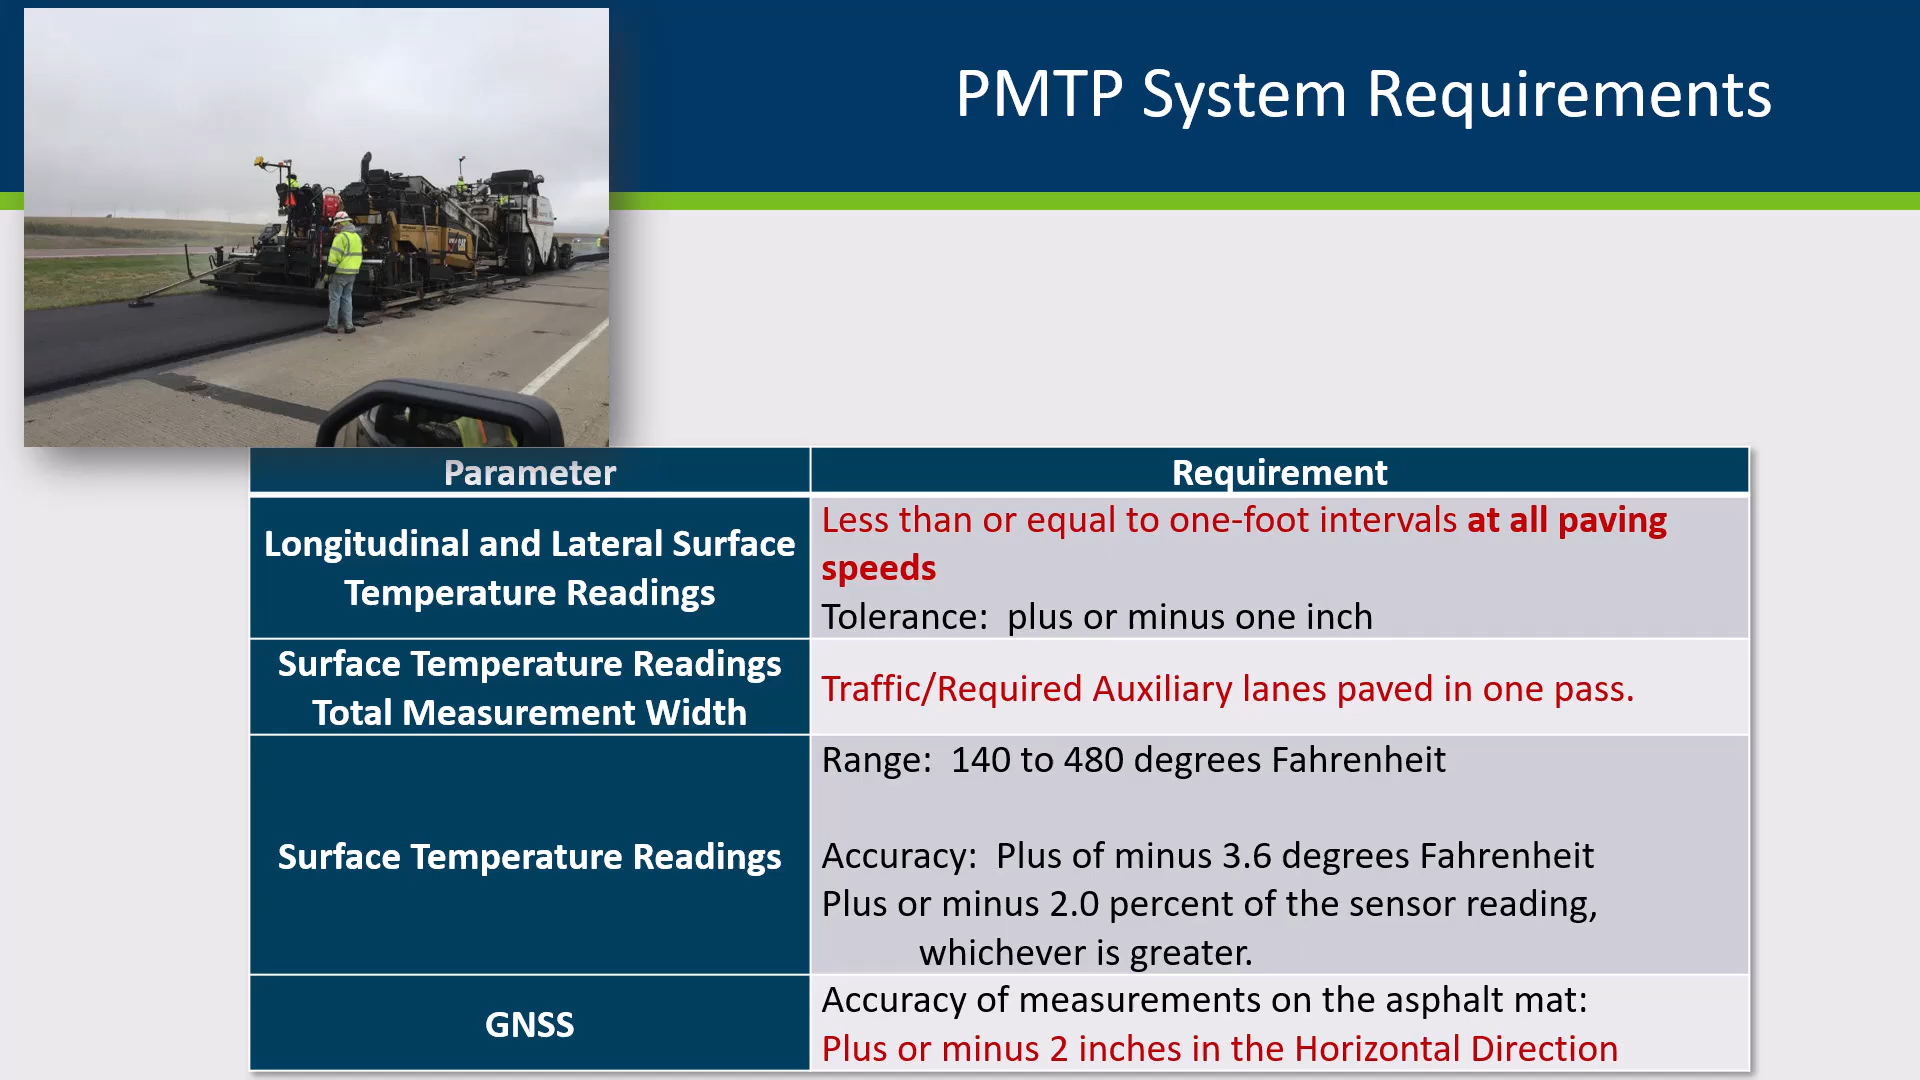 PMTP System Requirements
Parameter
Requirement
Longitudinal and Lateral Surface
Temperature Readings
Less than or equal to one-foot intervals at all paving
speeds
Tolerance: plus or minus one inch
Surface Temperature Readings
Total Measurement Width
Traffic/Required Auxiliary lanes paved in one pass.
Surface Temperature Readings
Range: 140 to 480 degrees Fahrenheit
Accuracy: Plus of minus 3.6 degrees Fahrenheit
Plus or minus 2.0 percent of the sensor reading,
whichever is greater.
GNSS
Accuracy of measurements on the asphalt mat:
Plus or minus 2 inches in the Horizontal Direction
CAT